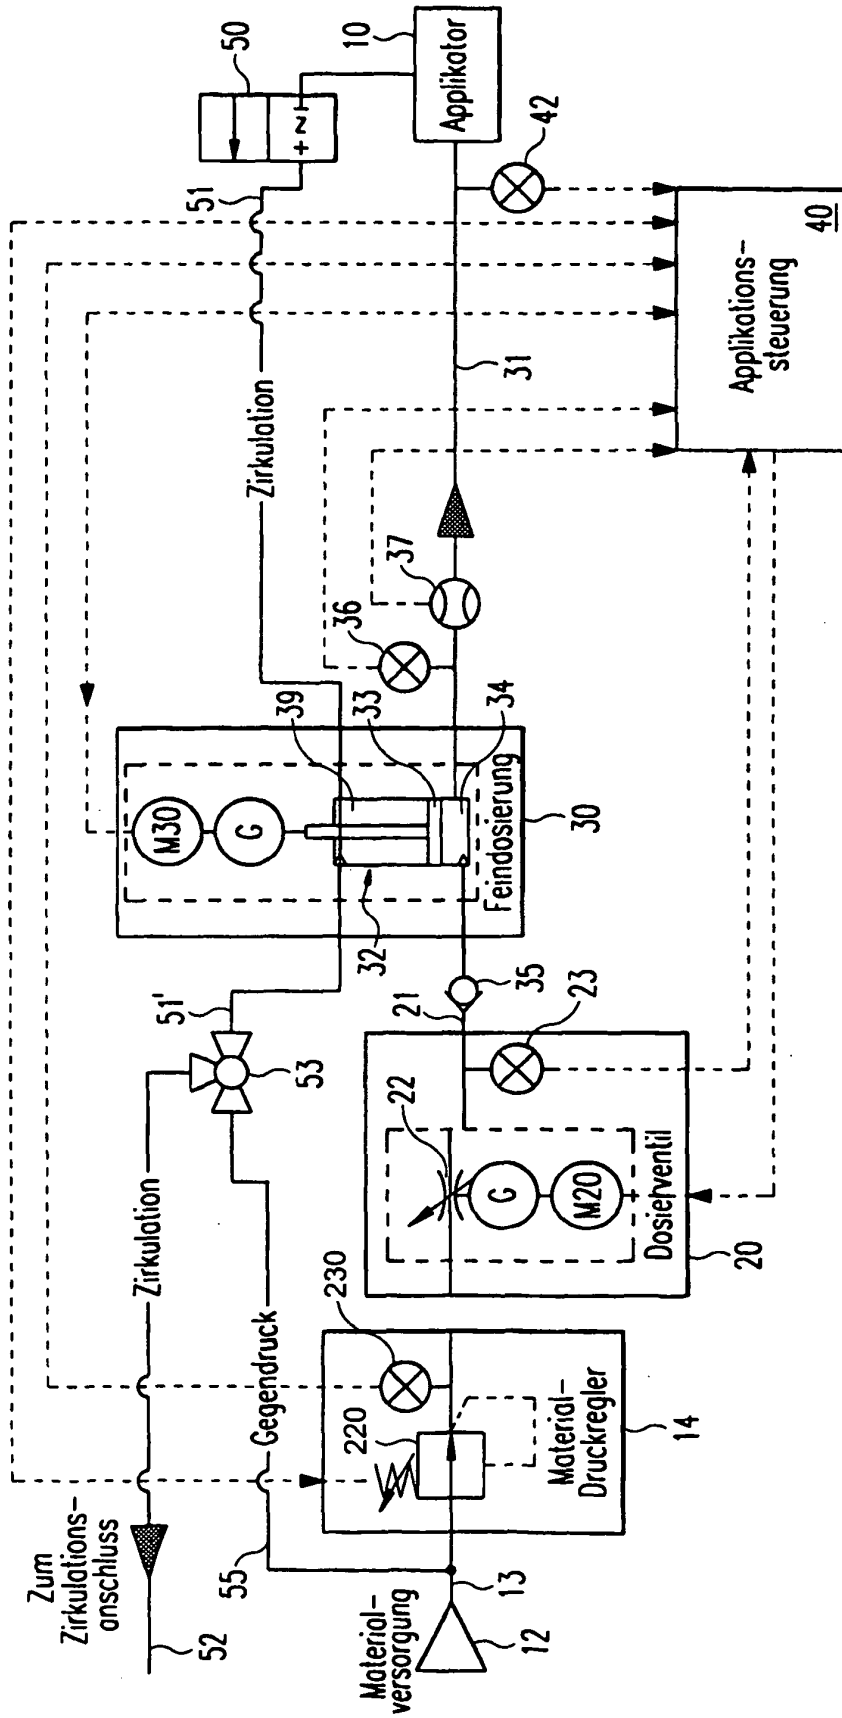 Zum
Zirkulations-
anschluss
52
Zirkulation
51'
53
Zirkulation
51
50
+ Z I
10
Applikator
55
Gegendruck
M30
G
39
33
34
32
Feindosierung
30
36
37
31
42
Material-
versorgung
12
13
220
230
Material-
Druckregler
14
22
G
M20
Dosierventil
20
21
23
35
Applikations-
steuerung
40